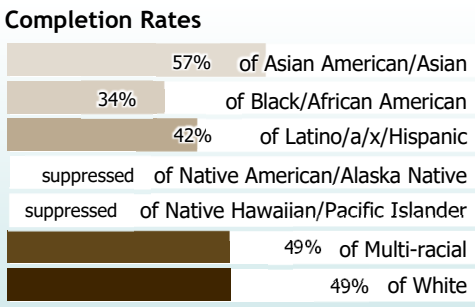 Completion Rates
57% of Asian American/Asian
34% of Black/African American
42% of Latino/a/x/Hispanic
suppressed of Native American/Alaska Native
suppressed of Native Hawaiian/Pacific Islander
49% of Multi-racial
49% of White